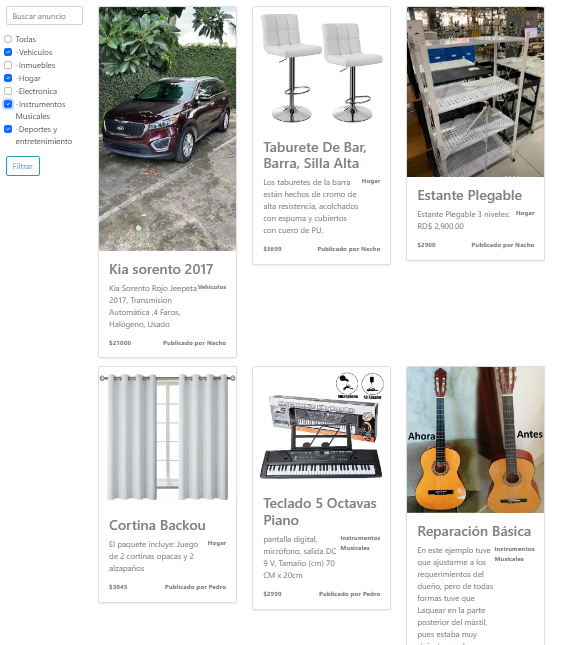 Buscar anuncio
Todas
-Vehiculos
-Inmuebles
-Hogar
-Electronica
-Instrumentos
Musicales
-Deportes y
entretenimiento
Filtrar
Kia sorento 2017
Kia Sorento Rojo Jeepeta
Vehiculos
2017, Transmisión
Automática ,4 Faros,
Halógeno, Usado
$21000
Publicado por Nacho
Taburete De Bar,
Barra, Silla Alta
Los taburetes de la barra
Hogar
están hechos de cromo de
alta resistencia, acolchados
con espuma y cubiertos
con cuero de PU.
$3699
Publicado por Nacho
Estante Plegable
Estante Plegable 3 niveles:
Hogar
RD$ 2,900.00
$2900
Publicado por Nacho
Cortina Backou
El paquete incluye: Juego
Hogar
de 2 cortinas opacas y 2
alzapaños
$3845
Publicado por Pedro
Microphone
AC Adapter
Teclado 5 Octavas
Piano
pantalla digital,
Instrumentos
Musicales
micrófono, salida DC
9 V, Tamaño (cm) 70
CM x 20cm
$2999
Publicado por Pedro
Ahora
Antes
Reparación Básica
En este ejemplo tuve
Instrumentos
Musicales
que ajustarme a los
requerimientos del
dueño, pero de todas
formas tuve que
Laquear en la parte
posterior del mástil,
pues estaba muy